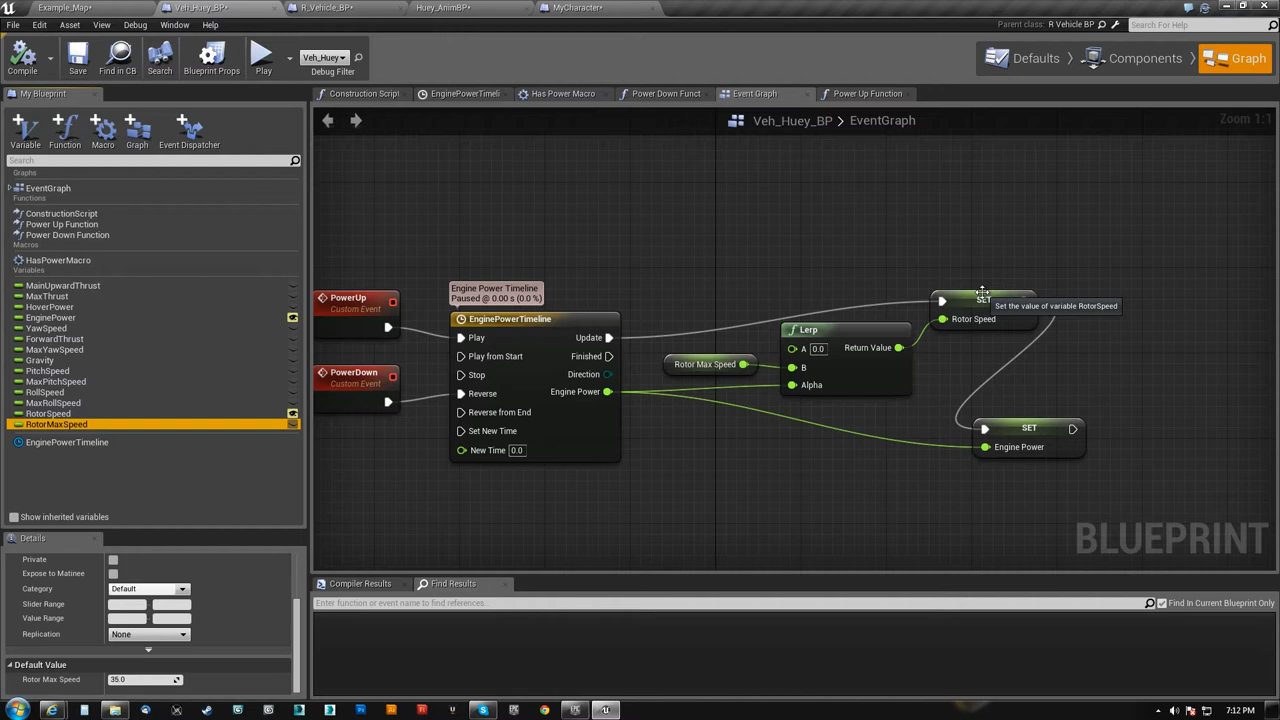 Example_Map*
Veh_Huey_BP*
R_Vehicle_BP*
Huey_AnimBP*
MyCharacter*
File Edit Asset View Debug Window Help
Parent class: R Vehicle BP
Search For Help
Compile
Save
Find in CB
Search
Blueprint Props
Play
Veh_Huey
Debug Filter
Defaults
Components
Graph
My Blueprint
Construction Script
EnginePowerTimeli
Has Power Macro
Power Down Funct
Event Graph
Power Up Function
Variable
Function
Macro
Graph
Event Dispatcher
Veh_Huey_BP > EventGraph
Zoom 1:1
Search
Graphs
EventGraph
Functions
ConstructionScript
Power Up Function
Power Down Function
Macros
HasPowerMacro
Variables
MainUpwardThrust
MaxThrust
HoverPower
EnginePower
YawSpeed
ForwardThrust
MaxYawSpeed
Gravity
PitchSpeed
MaxPitchSpeed
RollSpeed
MaxRollSpeed
RotorSpeed
RotorMaxSpeed
EnginePowerTimeline
Show inherited variables
Details
Private
Expose to Matinee
Category
Default
Slider Range
Value Range
Replication
None
Default Value
Rotor Max Speed
35.0
PowerUp
Custom Event
PowerDown
Custom Event
Engine Power Timeline
Paused @ 0.00 s (0.0 %)
EnginePowerTimeline
Play
Update
Play from Start
Finished
Stop
Direction
Reverse
Engine Power
Reverse from End
Set New Time
New Time 0.0
Rotor Max Speed
Lerp
A 0.0
Return Value
B
Alpha
SET
Rotor Speed
Set the value of variable RotorSpeed
SET
Engine Power
BLUEPRINT
Compiler Results
Find Results
Enter function or event name to find references...
Find In Current Blueprint Only
7:12 PM